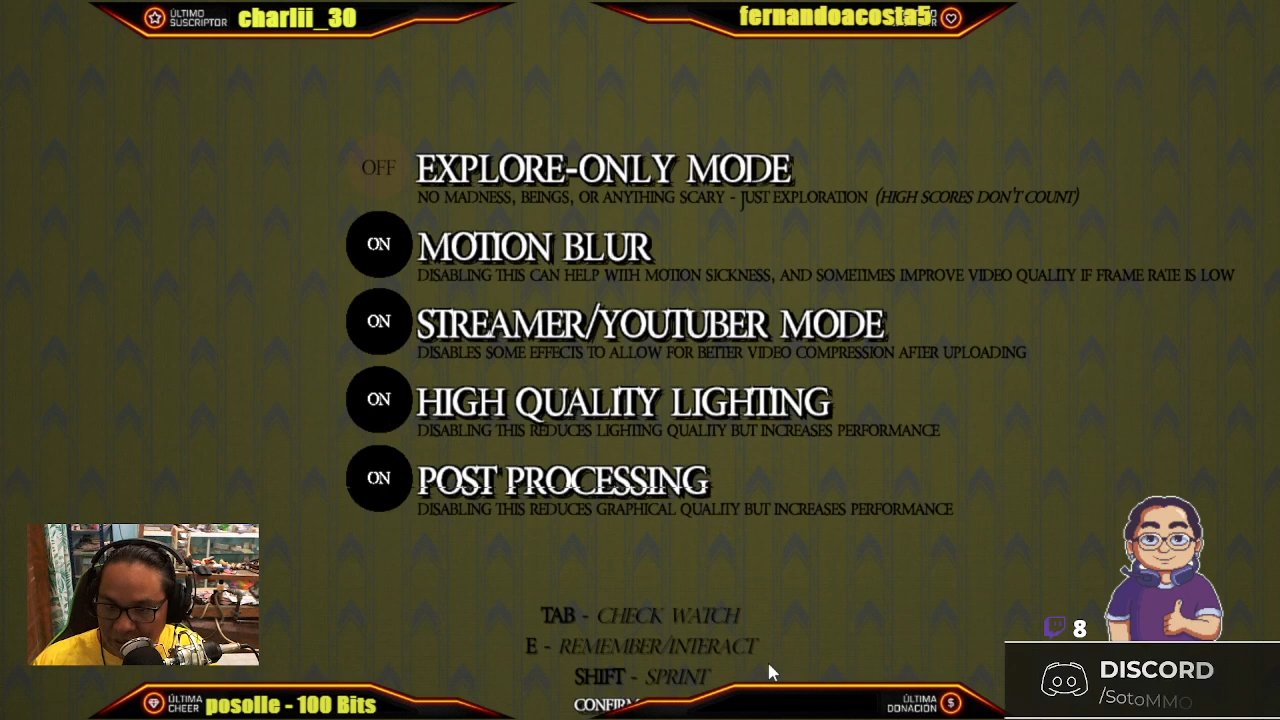 ÚLTIMO
SUSCRIPTOR
charlii_30
fernandoacosta5
OFF
EXPLORE-ONLY MODE
NO MADNESS, BEINGS, OR ANYTHING SCARY - JUST EXPLORATION (HIGH SCORES DON'T COUNT)
ON
MOTION BLUR
DISABLING THIS CAN HELP WITH MOTION SICKNESS, AND SOMETIMES IMPROVE VIDEO QUALITY IF FRAME RATE IS LOW
ON
STREAMER/YOUTUBER MODE
DISABLES SOME EFFECTS TO ALLOW FOR BETTER VIDEO COMPRESSION AFTER UPLOADING
ON
HIGH QUALITY LIGHTING
DISABLING THIS REDUCES LIGHTING QUALITY BUT INCREASES PERFORMANCE
ON
POST PROCESSING
DISABLING THIS REDUCES GRAPHICAL QUALITY BUT INCREASES PERFORMANCE
TAB - CHECK WATCH
E - REMEMBER/INTERACT
SHIFT - SPRINT
8
DISCORD
/SotoMMO
ÚLTIMA
CHEER
posolle - 100 Bits
ÚLTIMA
DONACIÓN